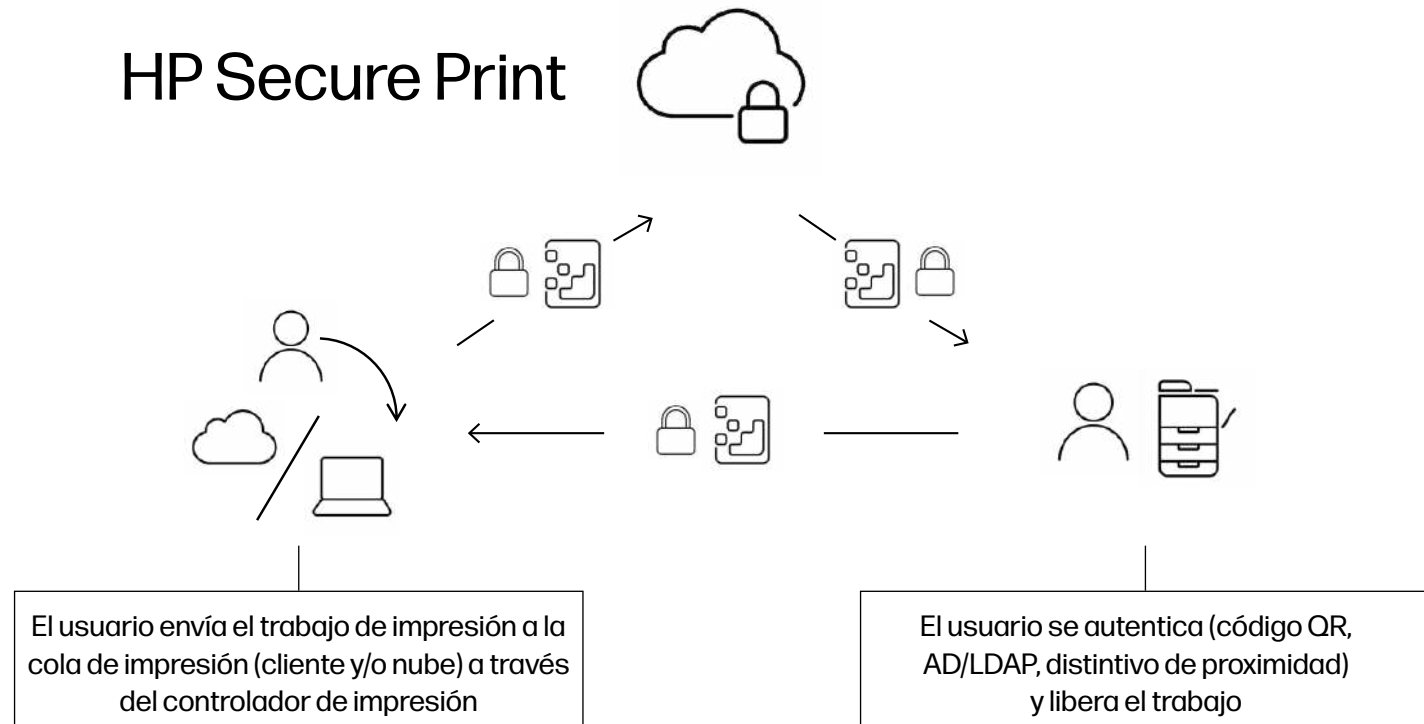 HP Secure Print
El usuario envía el trabajo de impresión a la
cola de impresión (cliente y/o nube) a través
del controlador de impresión
El usuario se autentica (código QR,
AD/LDAP, distintivo de proximidad)
y libera el trabajo